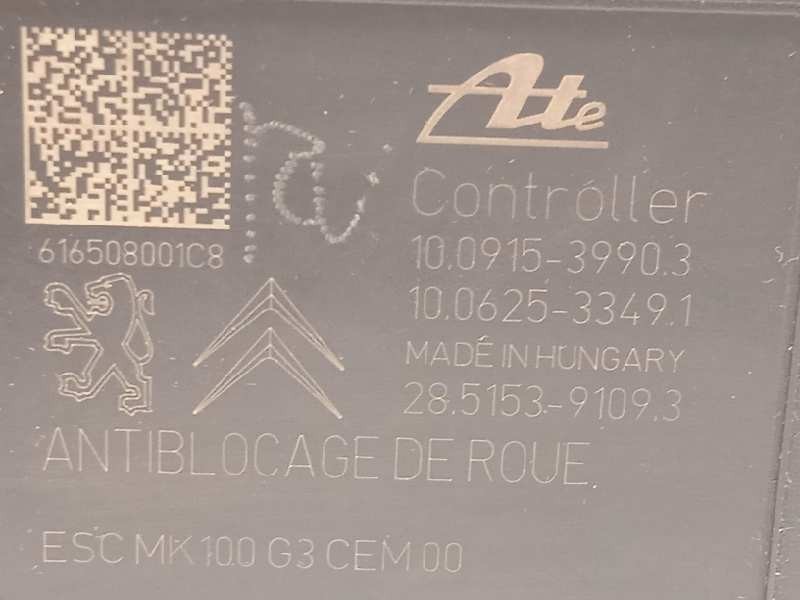 Ate
616508001C8
Controller
10.0915-3990.3
10.0625-3349.1
MADE IN HUNGARY
28.5153-9109.3
ANTIBLOCAGE DE ROUE
ESC MK100 G3 CEM 00